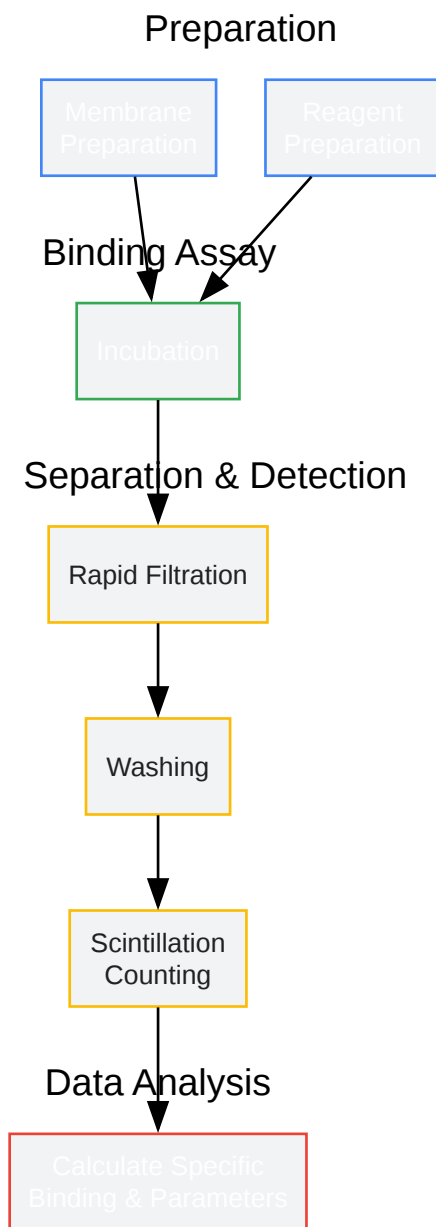 Preparation
Membrane
Preparation
Reagent
Preparation
Binding Assay
Incubation
Separation & Detection
Rapid Filtration
Washing
Scintillation
Counting
Data Analysis
Calculate Specific
Binding & Parameters